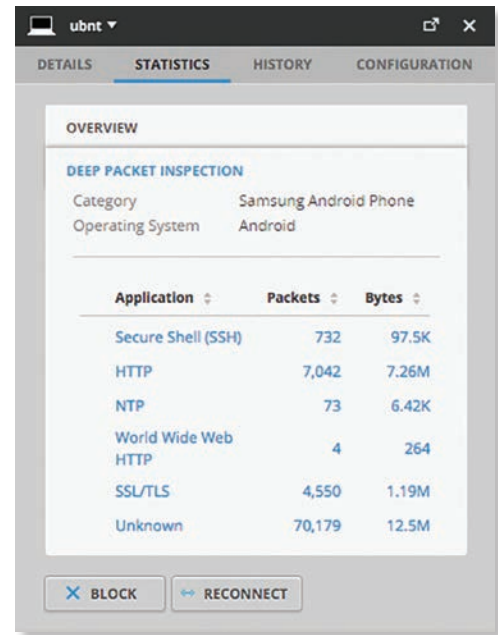 ubnt
DETAILS STATISTICS HISTORY CONFIGURATION
OVERVIEW
DEEP PACKET INSPECTION
Category Samsung Android Phone
Operating System Android
Application Packets Bytes
Secure Shell (SSH) 732 97.5K
HTTP 7,042 7.26M
NTP 73 6.42K
World Wide Web
HTTP 4 264
SSL/TLS 4,550 1.19M
Unknown 70,179 12.5M
BLOCK RECONNECT